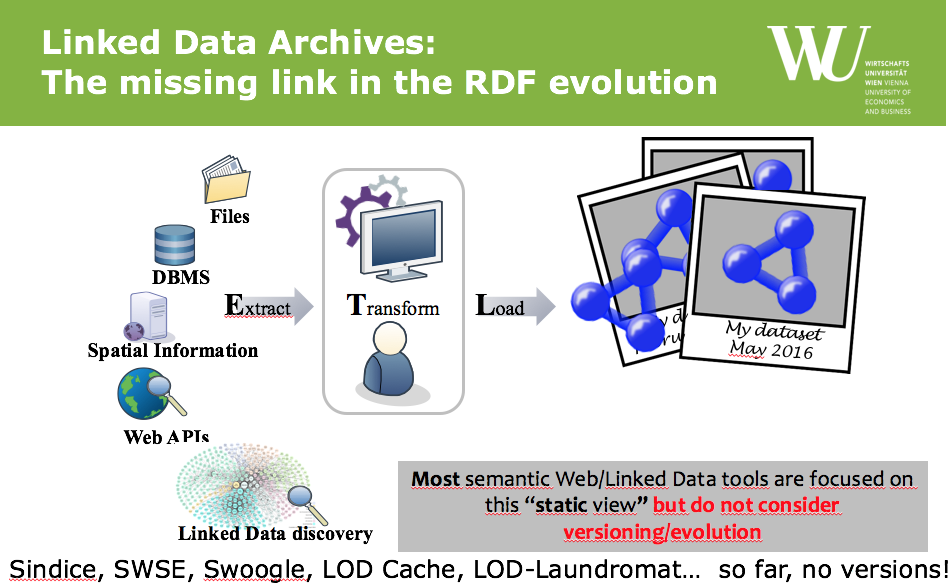 Linked Data Archives:
The missing link in the RDF evolution
WU
WIRTSCHAFTS
UNIVERSITÄT
WIEN VIENNA
UNIVERSITY OF
ECONOMICS
AND BUSINESS
Files
DBMS
Spatial Information
Web APIs
Linked Data discovery
Extract
Transform
Load
My dataset
May 2016
Most semantic Web/Linked Data tools are focused on
this “static view” but do not consider
versioning/evolution
Sindice, SWSE, Swoogle, LOD Cache, LOD-Laundromat… so far, no versions!